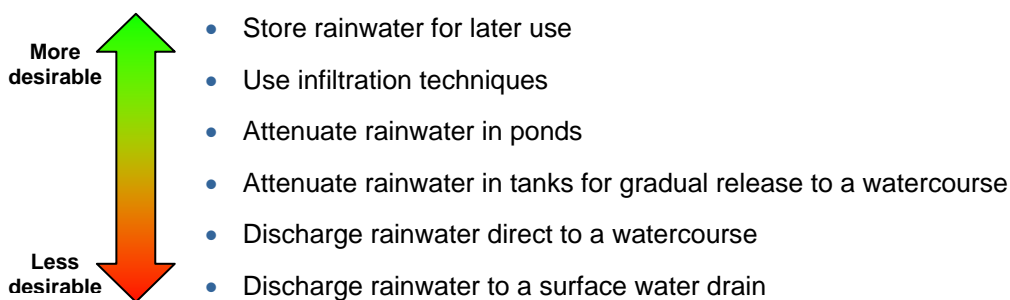 More
desirable
• Store rainwater for later use
• Use infiltration techniques
• Attenuate rainwater in ponds
• Attenuate rainwater in tanks for gradual release to a watercourse
• Discharge rainwater direct to a watercourse
Less
desirable
• Discharge rainwater to a surface water drain